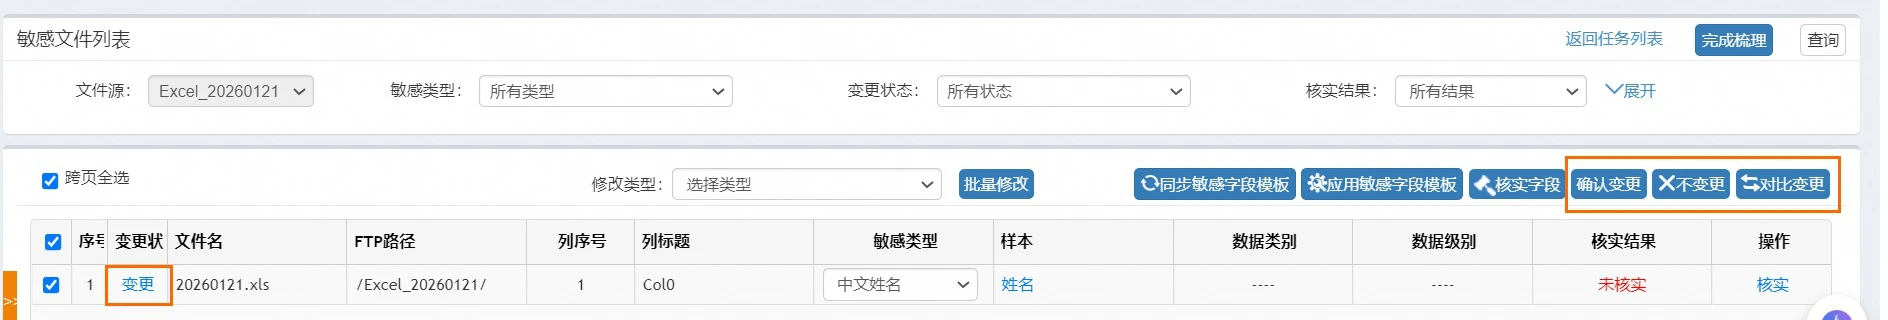 敏感文件列表 返回任务列表 完成梳理 查询
文件源： Excel_20260121 敏感类型： 所有类型 变更状态： 所有状态 核实结果： 所有结果 展开
跨页全选 修改类型： 选择类型 批量修改 同步敏感字段模板 应用敏感字段模板 核实字段 确认变更 不变更 对比变更
序号 变更状 文件名 FTP路径 列序号 列标题 敏感类型 样本 数据类别 数据级别 核实结果 操作
1 变更 20260121.xls /Excel_20260121/ 1 Col0 中文姓名 姓名 ---- ---- 未核实 核实
>>